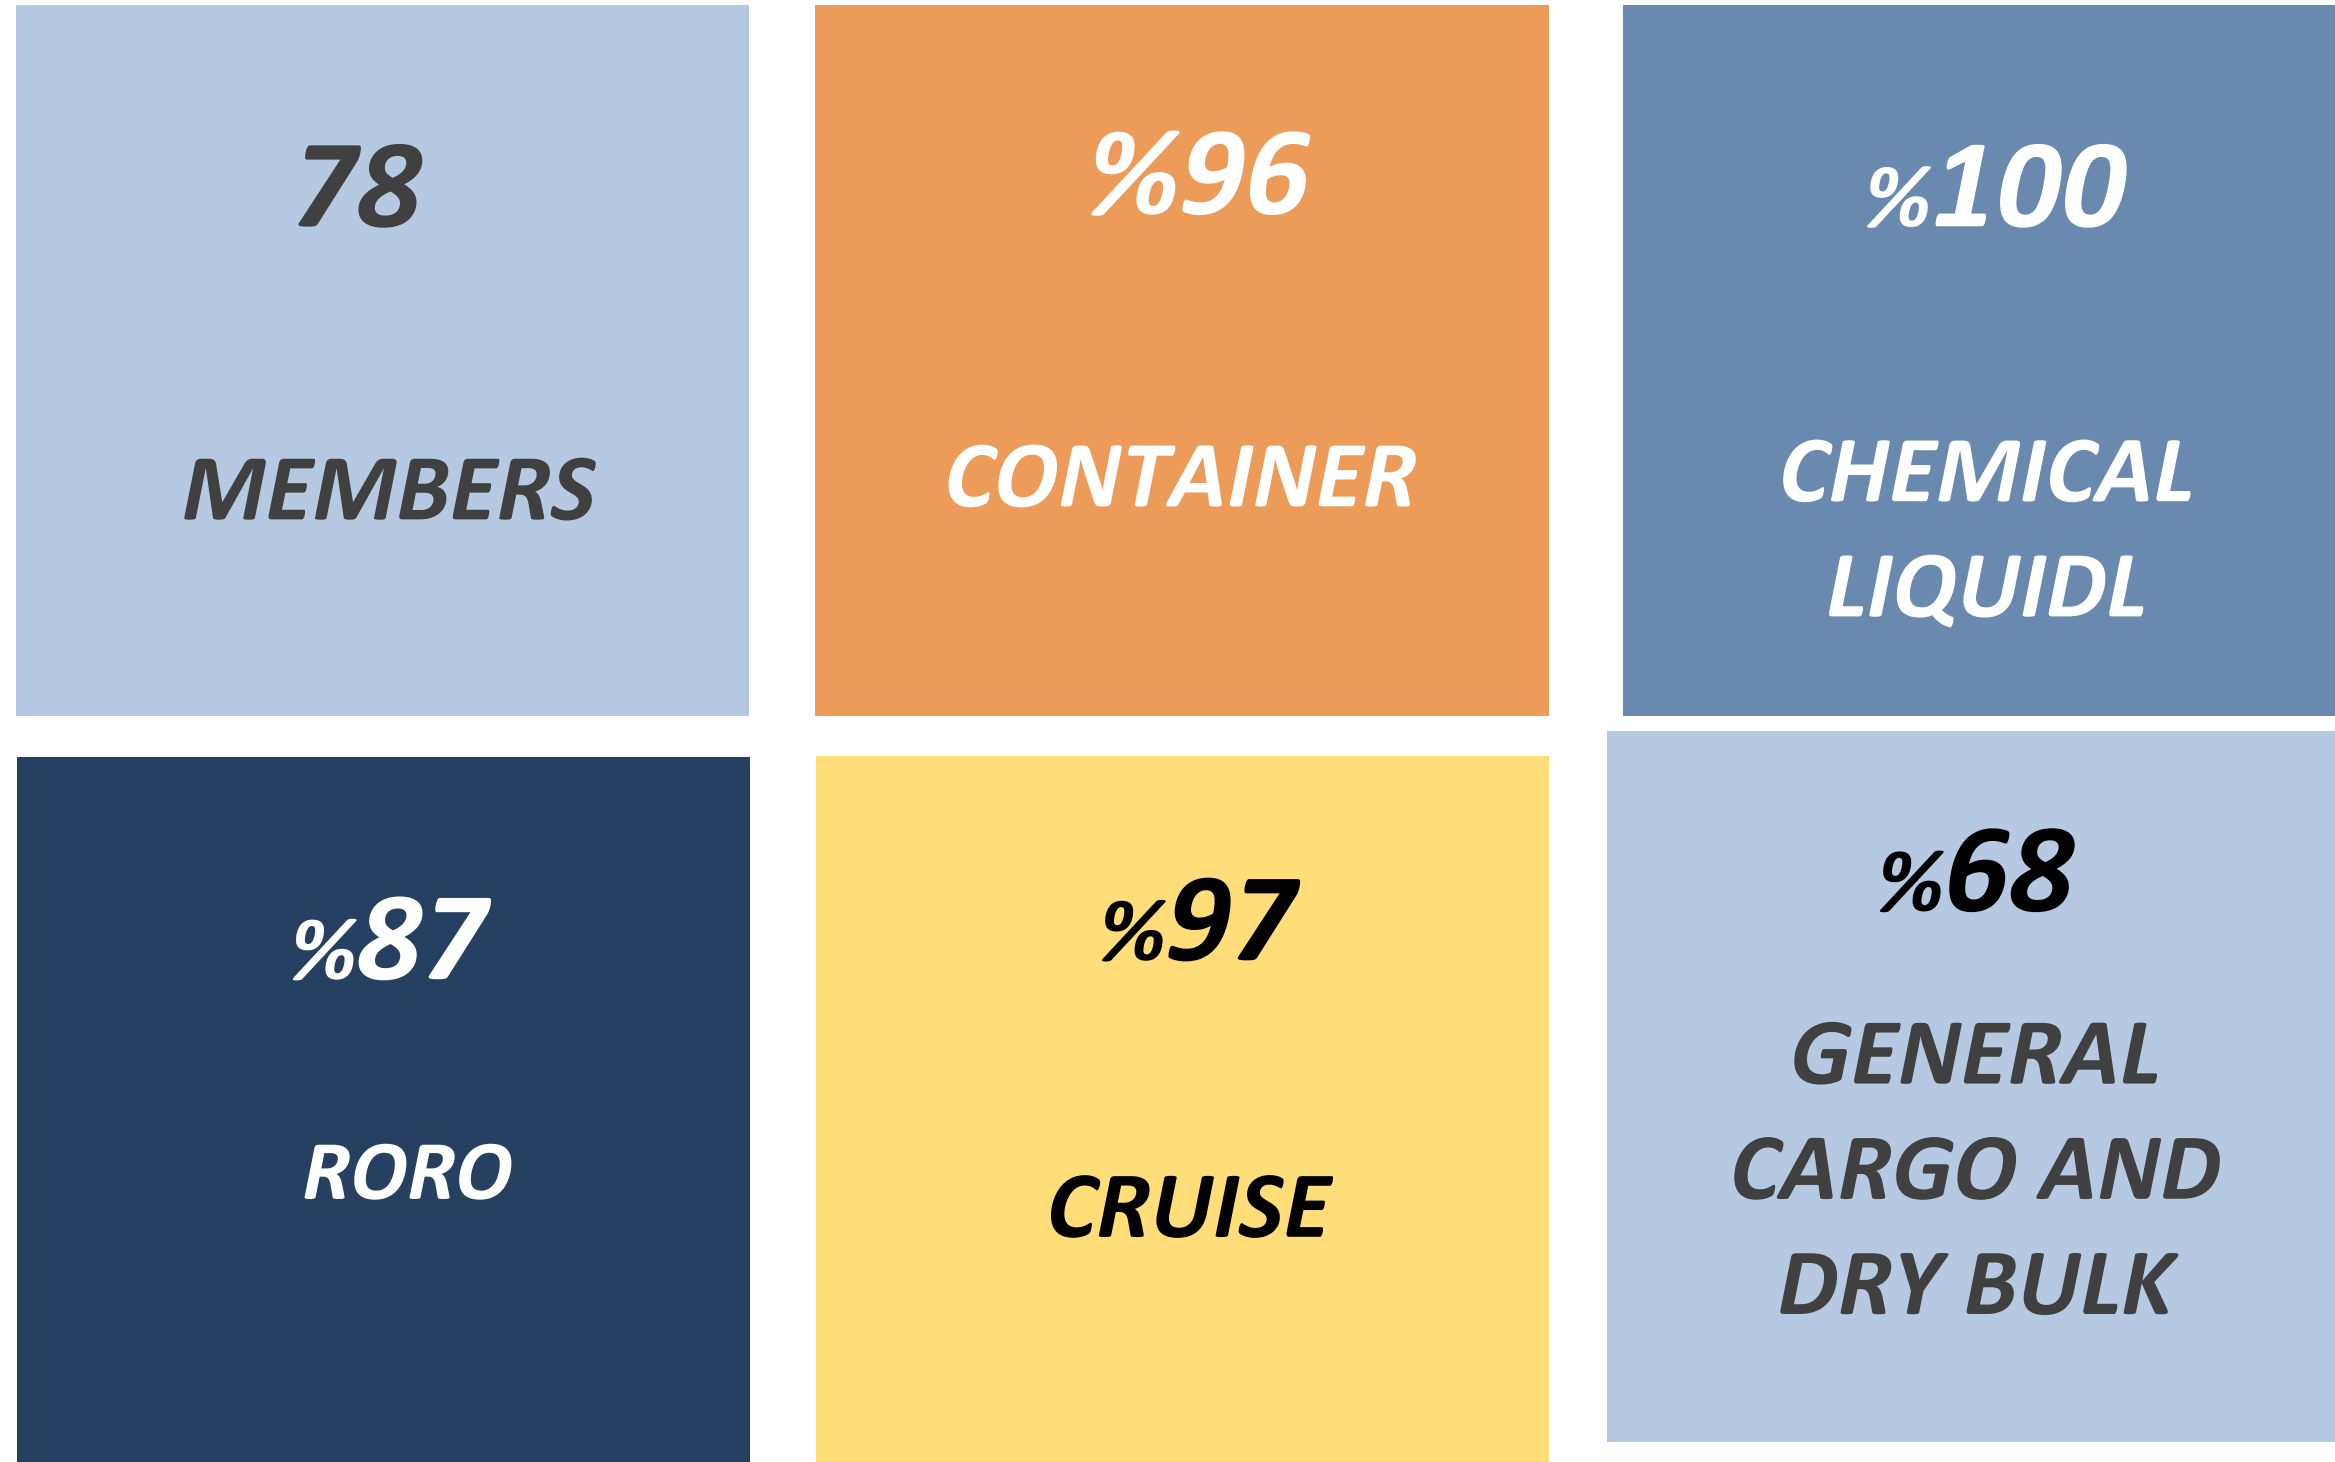 78
MEMBERS
%96
CONTAINER
%100
CHEMICAL
LIQUIDL
%87
RORO
%97
CRUISE
%68
GENERAL
CARGO AND
DRY BULK